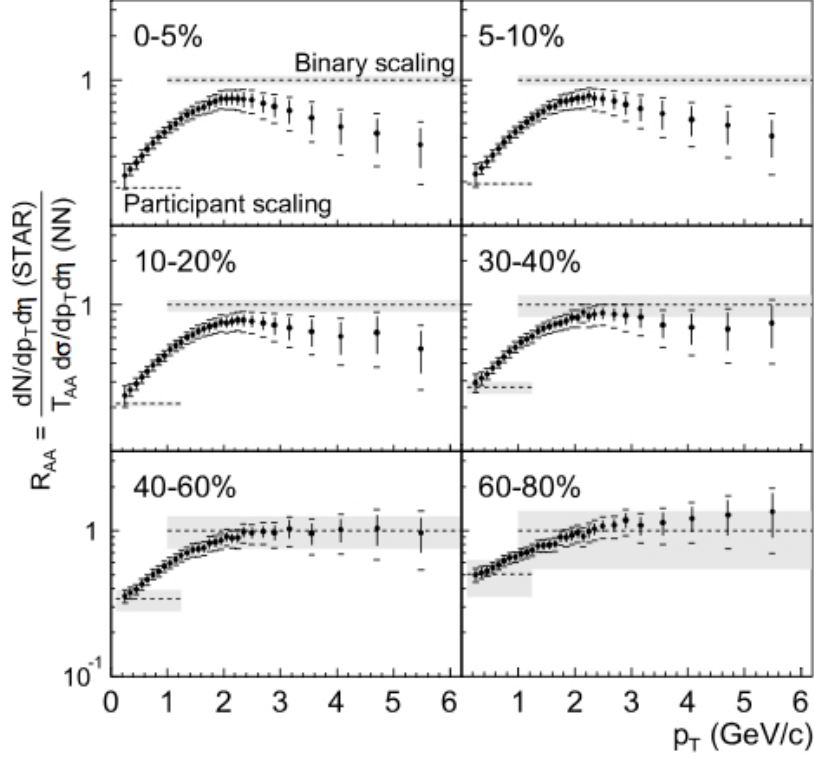 0-5%
5-10%
Binary scaling
1
Participant scaling
10-20%
30-40%
1
40-60%
60-80%
1
10⁻¹
0 1 2 3 4 5 6 1 2 3 4 5 6
p_T (GeV/c)
R_AA = dN/dp_T dη (STAR)
T_AA dσ/dp_T dη (NN)